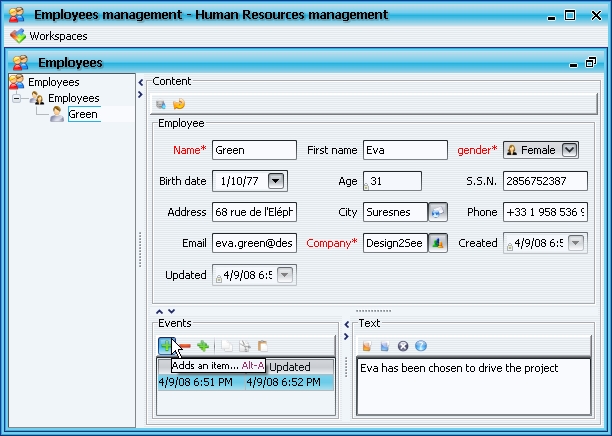 Employees management - Human Resources management
Workspaces
Employees
Employees
Employees
Green
Content
Employee
Name* Green First name Eva gender* Female
Birth date 1/10/77 Age 31 S.S.N. 2856752387
Address 68 rue de l'Eléph City Suresnes Phone +33 1 958 536 9
Email eva.green@des Company* Design2See Created 4/9/08 6:5
Updated 4/9/08 6:5
Events Text
Adds an item... Alt-A Updated
4/9/08 6:51 PM 4/9/08 6:52 PM
Eva has been chosen to drive the project